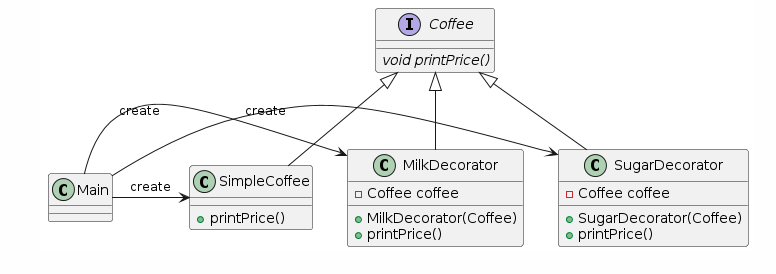 I Coffee
void printPrice()
create
create
C Main
create
C SimpleCoffee
printPrice()
C MilkDecorator
Coffee coffee
MilkDecorator(Coffee)
printPrice()
C SugarDecorator
Coffee coffee
SugarDecorator(Coffee)
printPrice()